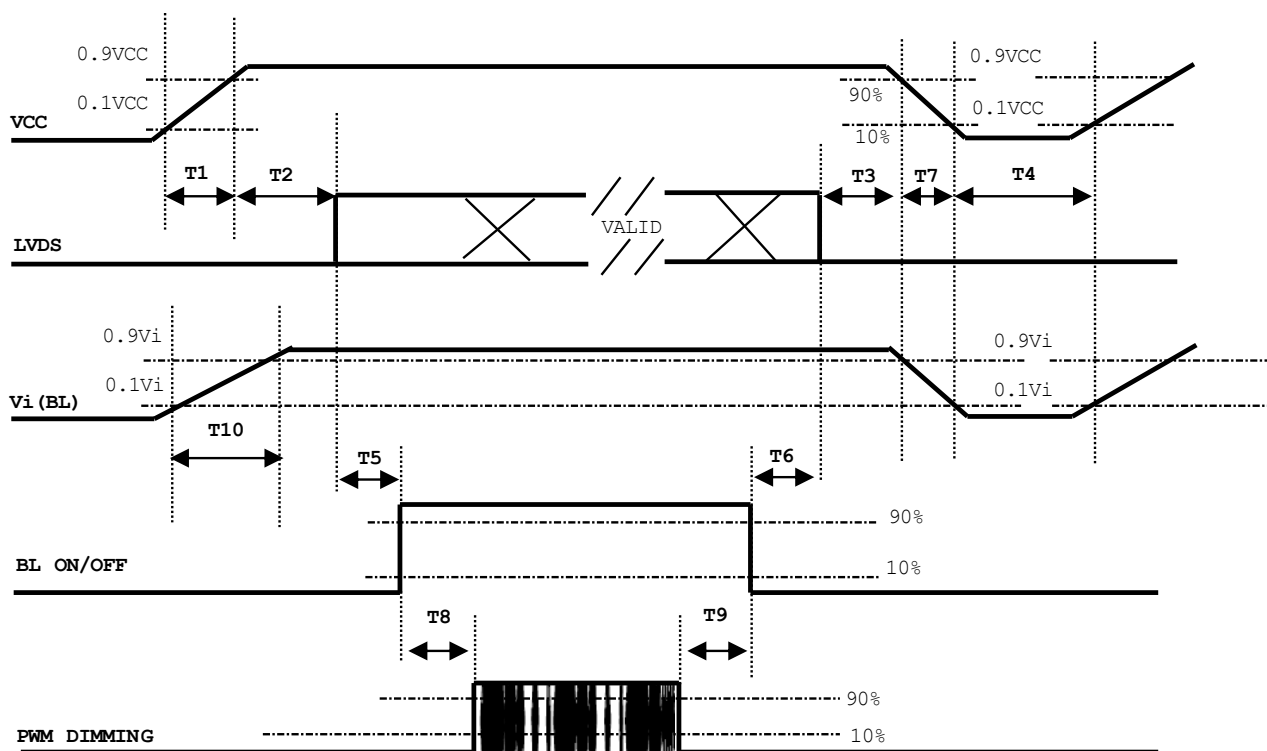 0.9VCC
0.9VCC
90%
0.1VCC
0.1VCC
VCC
10%
T1
T2
T3
T7
T4
VALID
LVDS
0.9Vi
0.9Vi
0.1Vi
0.1Vi
Vi(BL)
T10
T5
T6
90%
BL ON/OFF
10%
T8
T9
90%
PWM DIMMING
10%